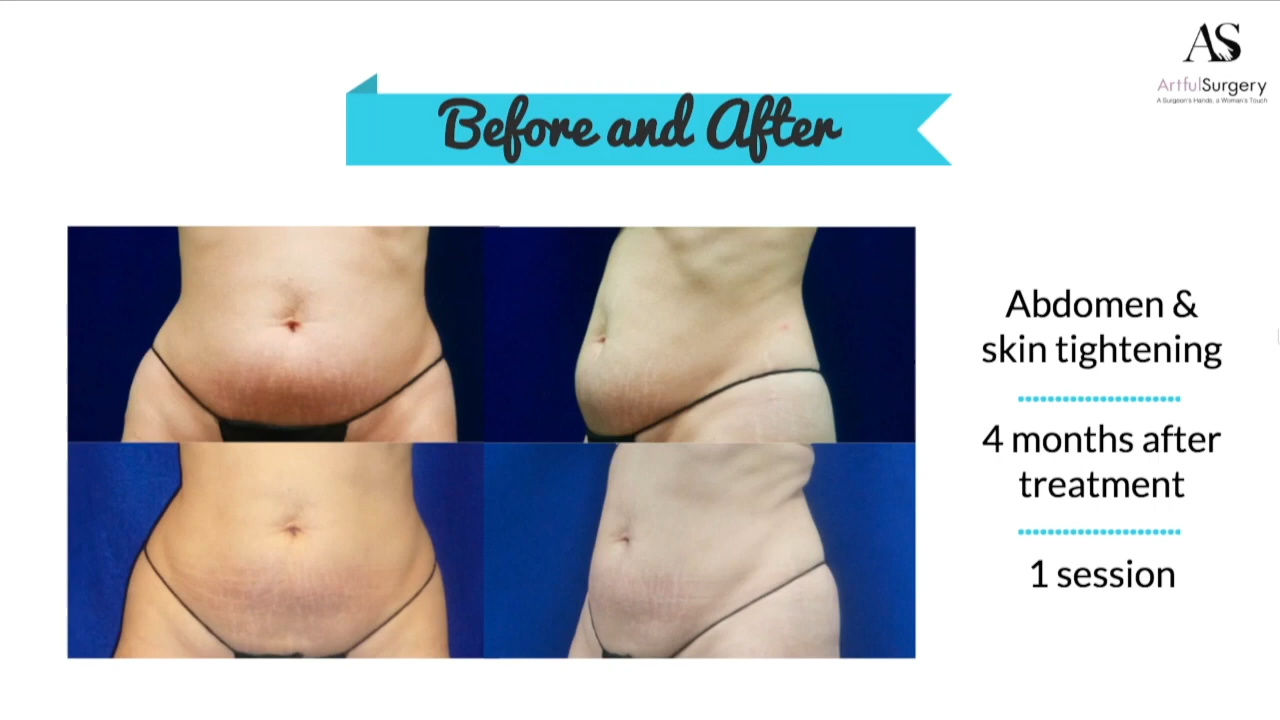 AS
ArtfulSurgery
A Surgeon's Hands, a Woman's Touch
Before and After
Abdomen &
skin tightening
4 months after
treatment
1 session